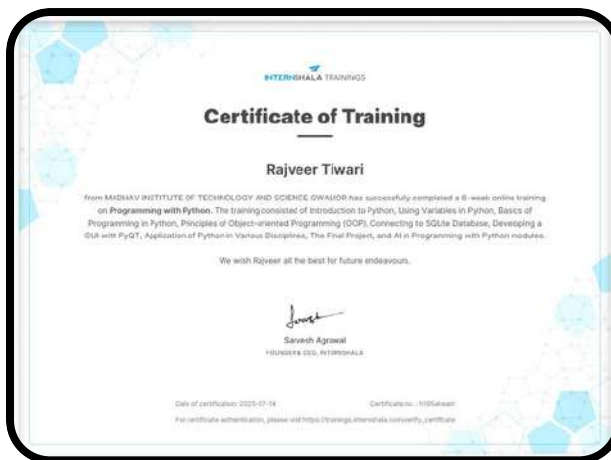 INTERNSHALA TRAININGS
Certificate of Training
Rajveer Tiwari
from MADHAV INSTITUTE OF TECHNOLOGY AND SCIENCE GWALIOR has successfully completed a 6-week online training
on Programming with Python. The training consisted of Introduction to Python, Using Variables in Python, Basics of
Programming in Python, Principles of Object-oriented Programming (OOP), Connecting to SQLite Database, Developing a
GUI with PyQT, Application of Python in Various Disciplines, The Final Project, and AI in Programming with Python modules.
We wish Rajveer all the best for future endeavours.
Sarvesh Agrawal
FOUNDER & CEO, INTERNSHALA
Date of certification: 2025-07-14
Certificate no. :
For certificate authentication, please visit https://trainings.internshala.com/verify_certificate